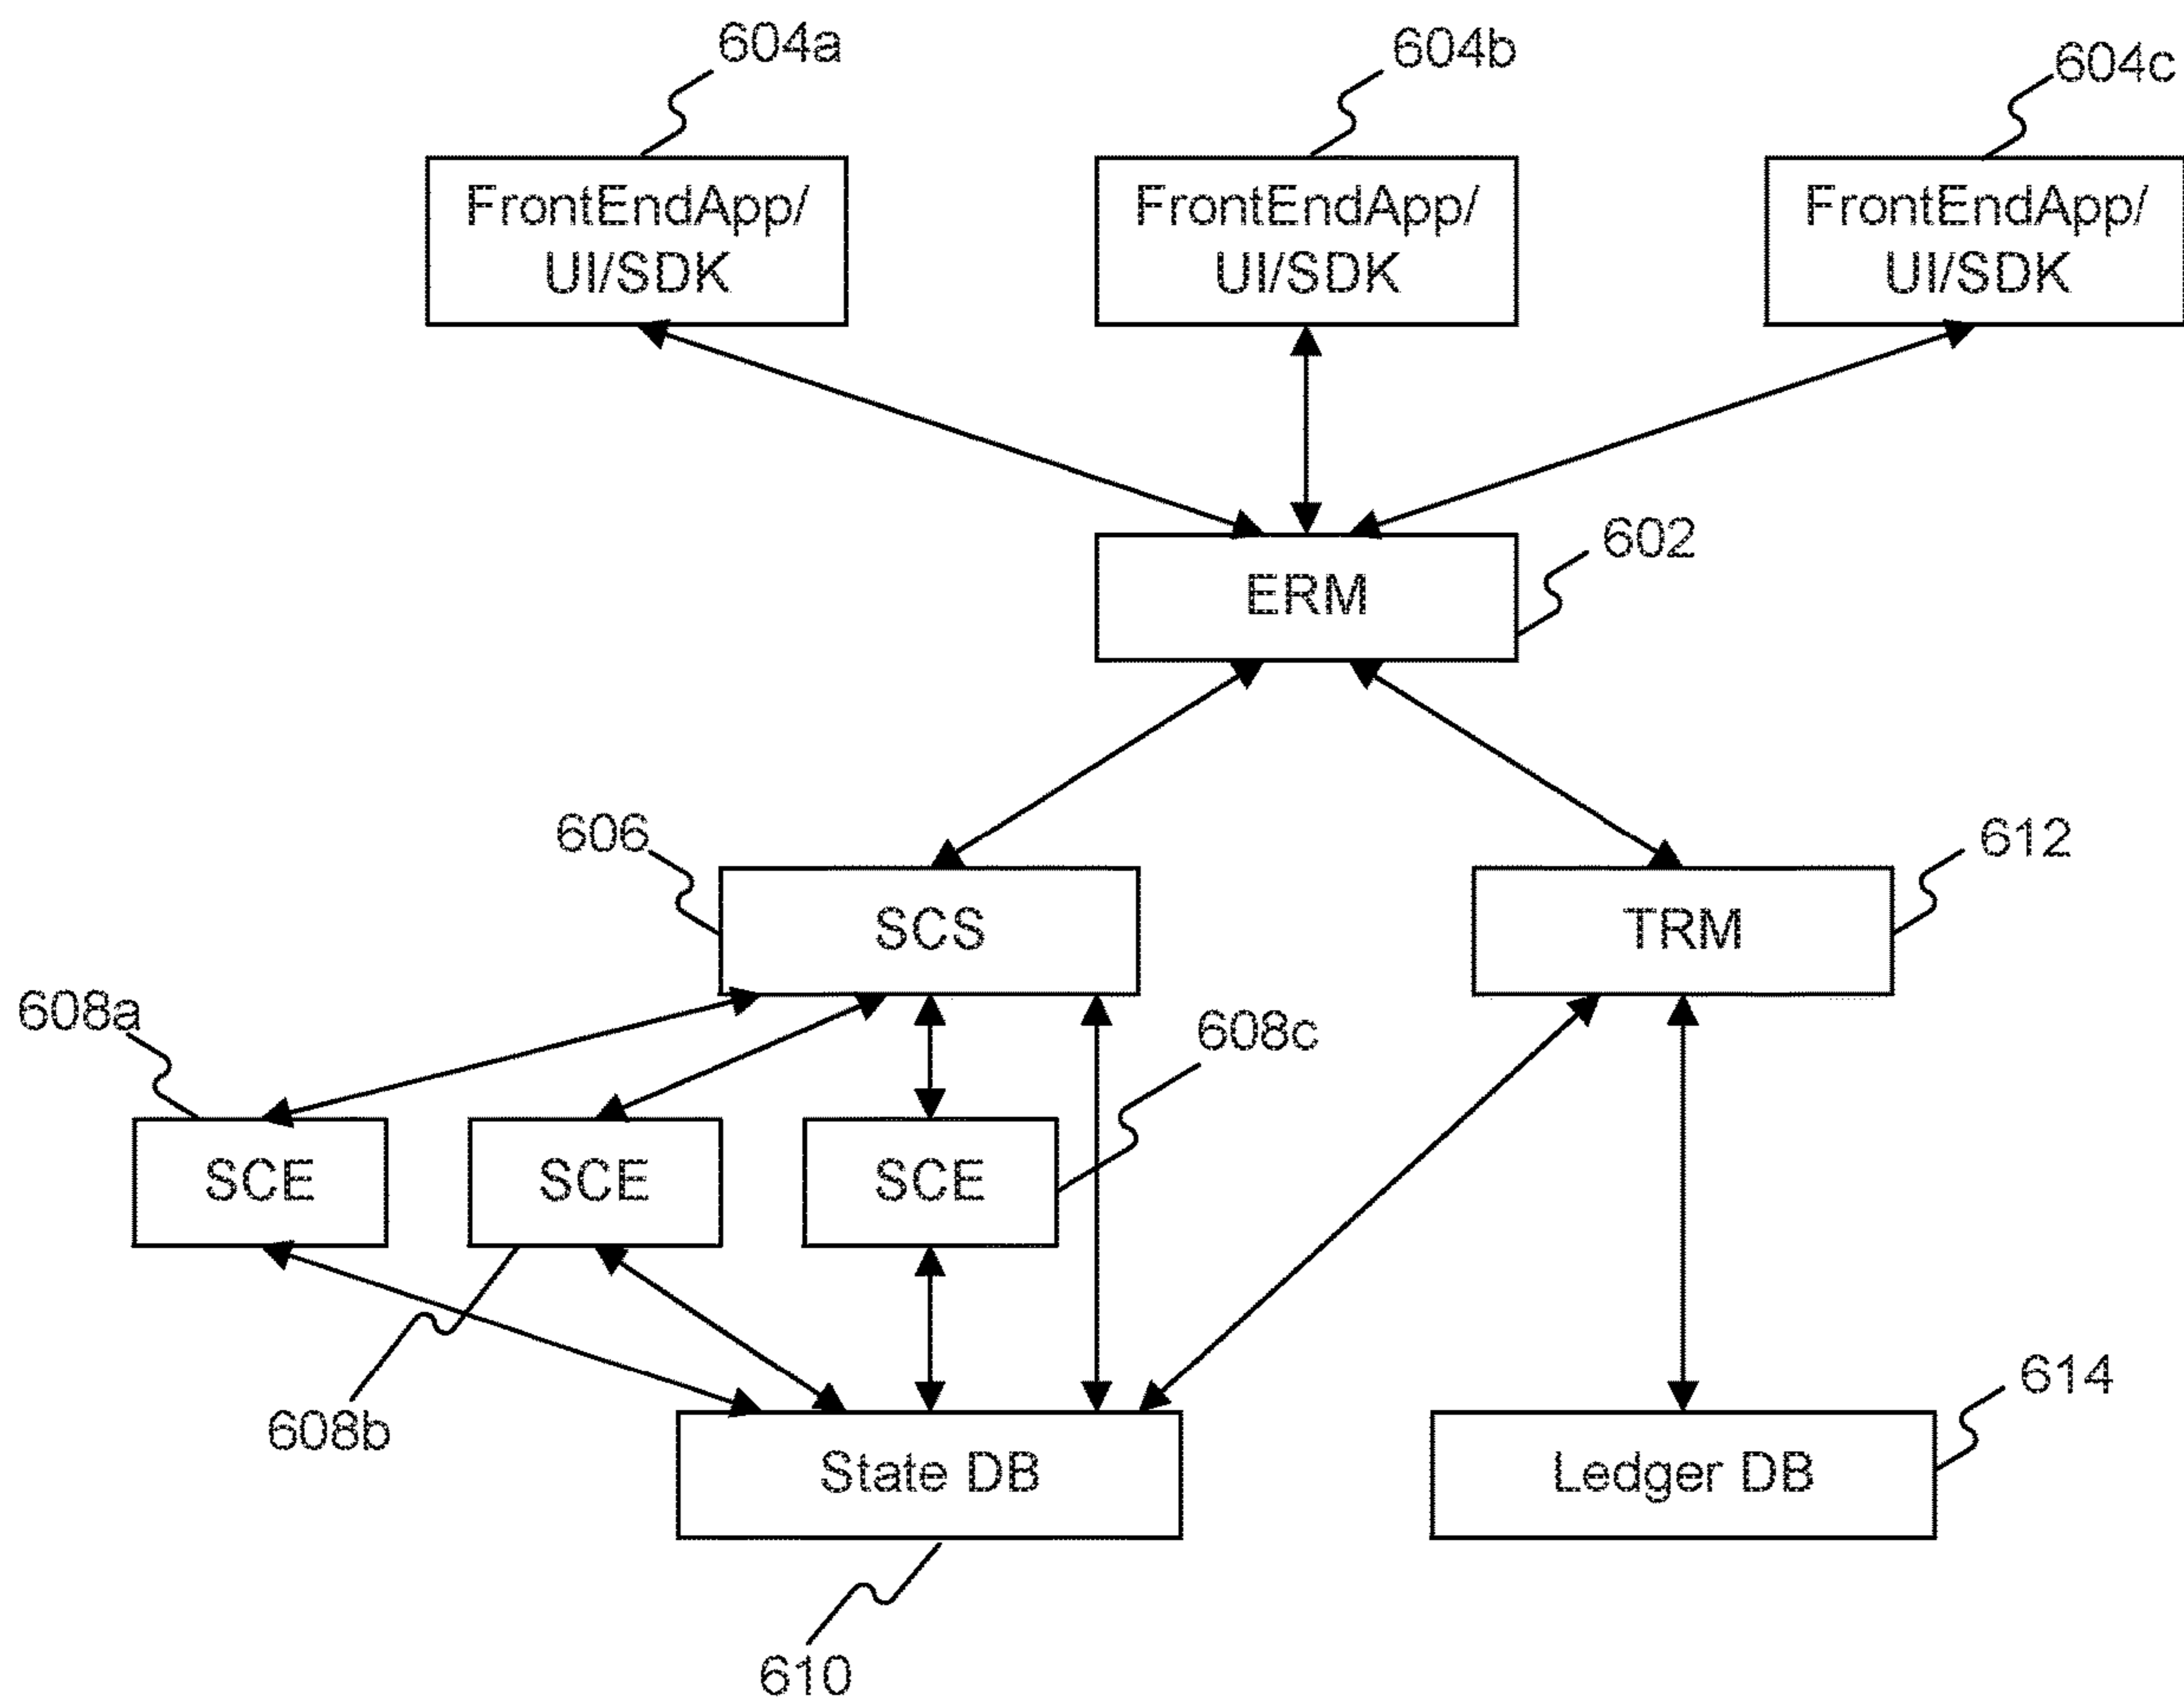 604a
604b
604c
FrontEndApp/
UI/SDK
FrontEndApp/
UI/SDK
FrontEndApp/
UI/SDK
602
ERM
606
612
SCS
TRM
608a
608c
SCE
SCE
SCE
608b
614
State DB
Ledger DB
610